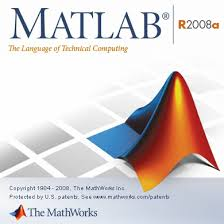 MATLAB® R2008a
The Language of Technical Computing
Copyright 1984 - 2008, The MathWorks Inc.
Protected by U.S. patents. See www.mathworks.com/patents
The MathWorks